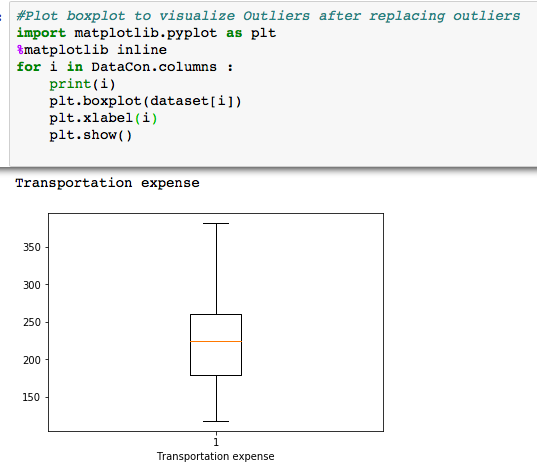 #Plot boxplot to visualize Outliers after replacing outliers
import matplotlib.pyplot as plt
%matplotlib inline
for i in DataCon.columns :
    print(i)
    plt.boxplot(dataset[i])
    plt.xlabel(i)
    plt.show()
Transportation expense
350
300
250
200
150
1
Transportation expense